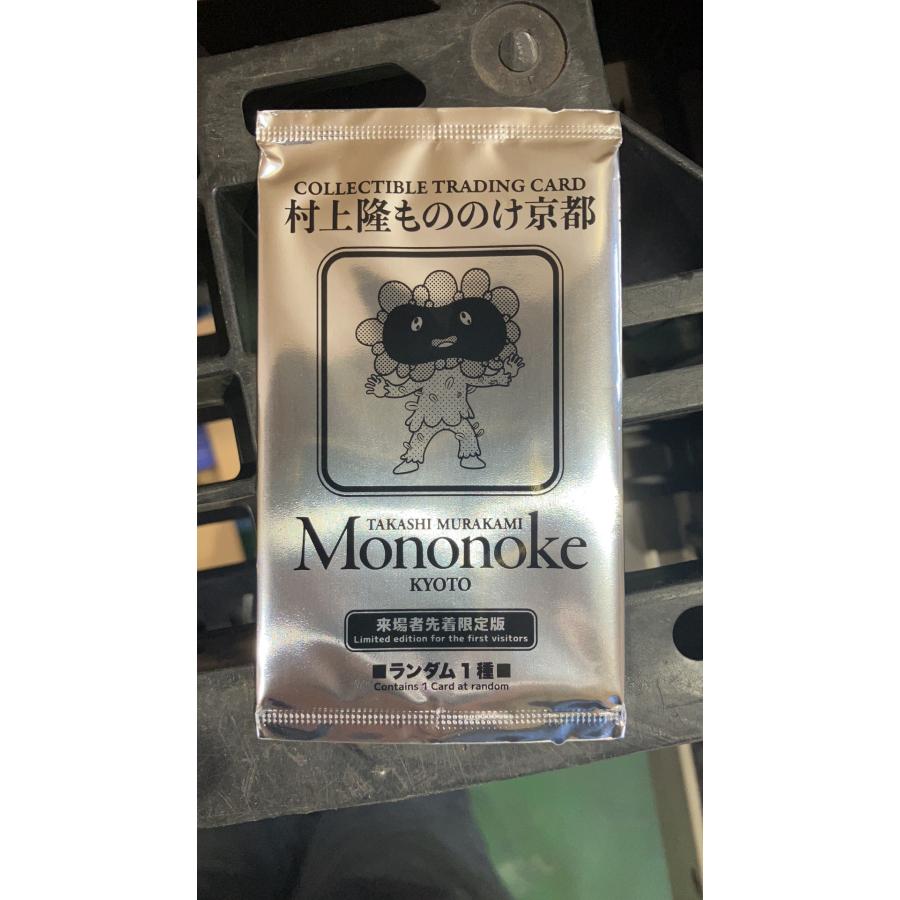 COLLECTIBLE TRADING CARD
村上隆もののけ京都
TAKASHI MURAKAMI
Mononoke
KYOTO
来場者先着限定版
Limited edition for the first visitors
■ランダム1種■
Contains 1 Card at random